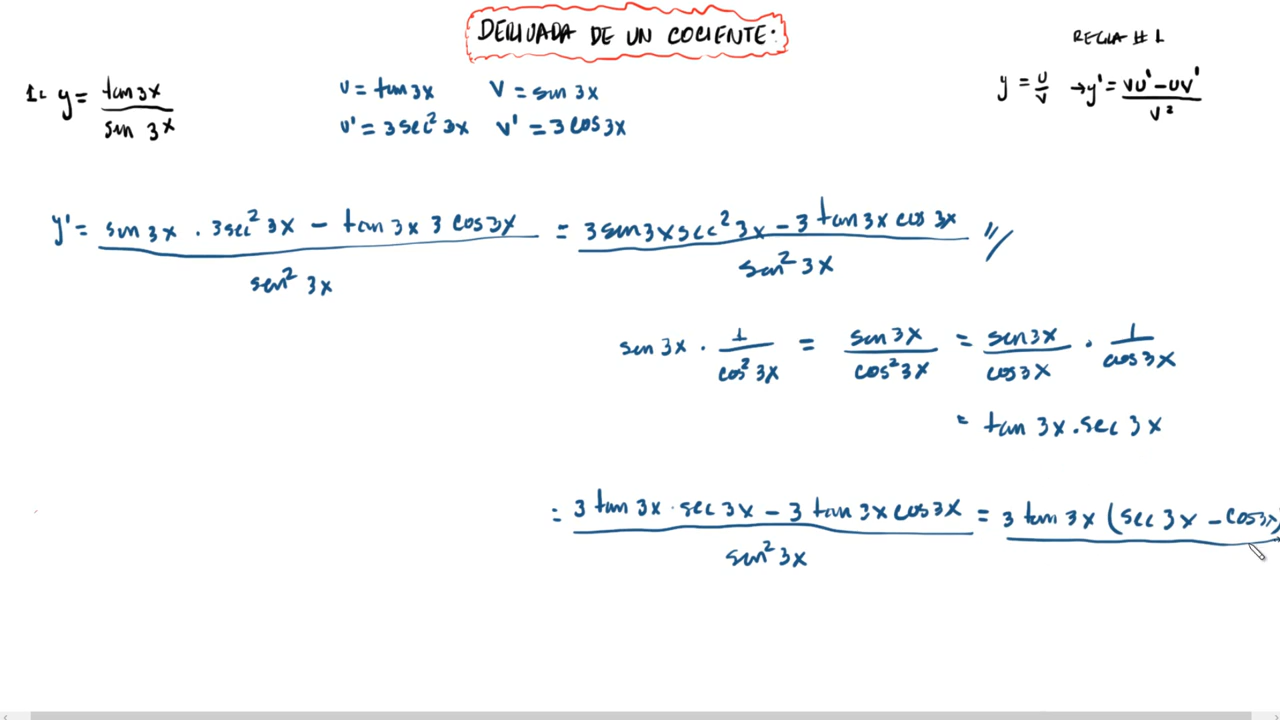 DERIVADA DE UN COCIENTE.
REGLA # 1
1. y = tan 3x / sen 3x
u = tan 3x   v = sen 3x
y = u/v → y' = (vu' - uv') / v²
u' = 3 sec² 3x   v' = 3 cos 3x
y' = (sen 3x · 3 sec² 3x - tan 3x 3 cos 3x) / sen² 3x = (3 sen 3x sec² 3x - 3 tan 3x cos 3x) / sen² 3x //
sen 3x · 1 / cos² 3x = sen 3x / cos² 3x = sen 3x / cos 3x · 1 / cos 3x
= tan 3x . sec 3x
= (3 tan 3x · sec 3x - 3 tan 3x cos 3x) / sen² 3x = 3 tan 3x (sec 3x - cos 3x)